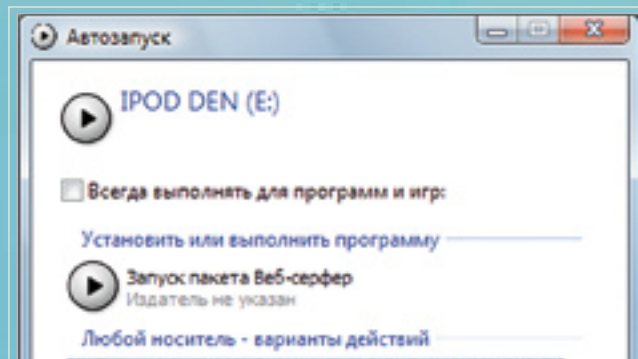 Автозапуск
IPOD DEN (E:)
Всегда выполнять для программ и игр:
Установить или выполнить программу
Запуск пакета Веб-серфер
Издатель не указан
Любой носитель - варианты действий